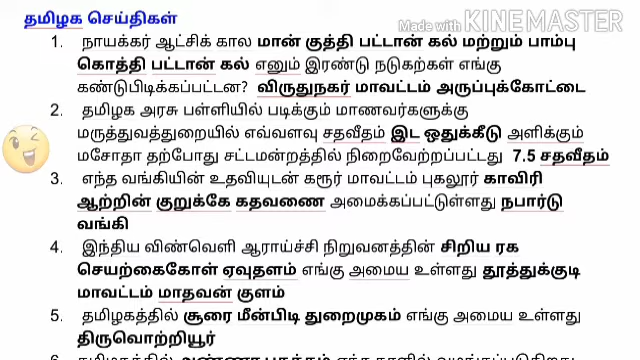 தமிழக செய்திகள்
Made with KINEMASTER
1. நாயக்கர் ஆட்சிக் கால மான் குத்தி பட்டான் கல் மற்றும் பாம்பு
கொத்தி பட்டான் கல் எனும் இரண்டு நடுகற்கள் எங்கு
கண்டுபிடிக்கப்பட்டன? விருதுநகர் மாவட்டம் அருப்புக்கோட்டை
2. தமிழக அரசு பள்ளியில் படிக்கும் மாணவர்களுக்கு
மருத்துவத்துறையில் எவ்வளவு சதவீதம் இட ஒதுக்கீடு அளிக்கும்
மசோதா தற்போது சட்டமன்றத்தில் நிறைவேற்றப்பட்டது 7.5 சதவீதம்
3. எந்த வங்கியின் உதவியுடன் கரூர் மாவட்டம் புகலூர் காவிரி
ஆற்றின் குறுக்கே கதவணை அமைக்கப்பட்டுள்ளது நபார்டு
வங்கி
4. இந்திய விண்வெளி ஆராய்ச்சி நிறுவனத்தின் சிறிய ரக
செயற்கைகோள் ஏவுதளம் எங்கு அமைய உள்ளது தூத்துக்குடி
மாவட்டம் மாதவன் குளம்
5. தமிழகத்தில் சூரை மீன்பிடி துறைமுகம் எங்கு அமைய உள்ளது
திருவொற்றியூர்